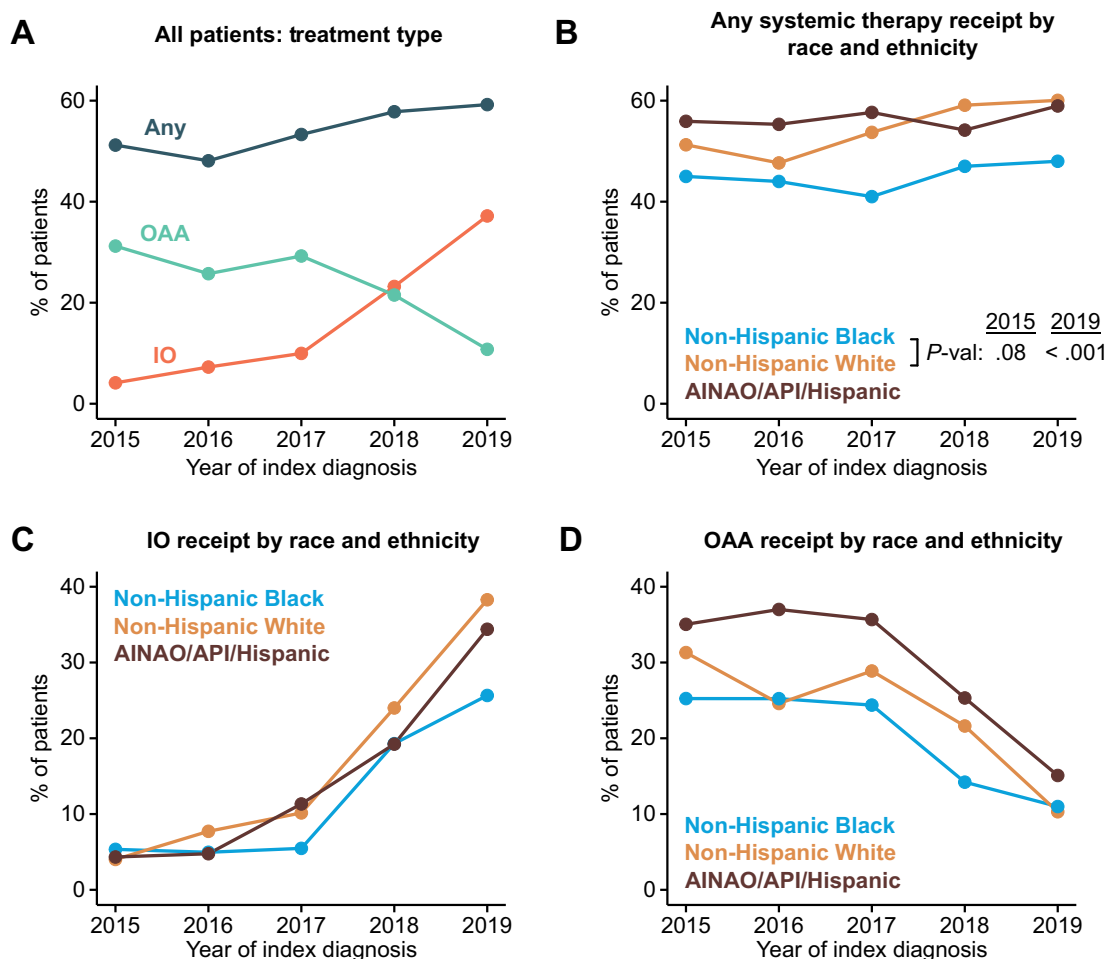 A
All patients: treatment type
% of patients
60
40
20
0
Any
OAA
IO
2015 2016 2017 2018 2019
Year of index diagnosis
B
Any systemic therapy receipt by
race and ethnicity
% of patients
60
40
20
0
2015 2019
Non-Hispanic Black
Non-Hispanic White
AINAO/API/Hispanic
] P-val: .08 < .001
2015 2016 2017 2018 2019
Year of index diagnosis
C
IO receipt by race and ethnicity
% of patients
40
30
20
10
0
Non-Hispanic Black
Non-Hispanic White
AINAO/API/Hispanic
2015 2016 2017 2018 2019
Year of index diagnosis
D
OAA receipt by race and ethnicity
% of patients
40
30
20
10
0
Non-Hispanic Black
Non-Hispanic White
AINAO/API/Hispanic
2015 2016 2017 2018 2019
Year of index diagnosis